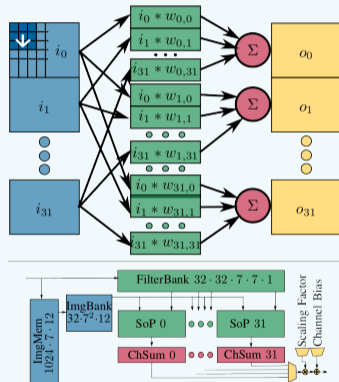 i0
i1
i31
i0 * w0,0
i1 * w0,1
...
i31 * w0,31
i0 * w1,0
i1 * w1,1
i31 * w1,31
i0 * w31,0
i1 * w31,1
i31 * w31,31
Σ
Σ
Σ
o0
o1
o31
FilterBank 32 · 32 · 7 · 7 · 1
ImgMem
1024 · 7 · 12
ImgBank
32·7²·12
SoP 0
SoP 31
ChSum 0
ChSum 31
Scaling Factor
Channel Bias